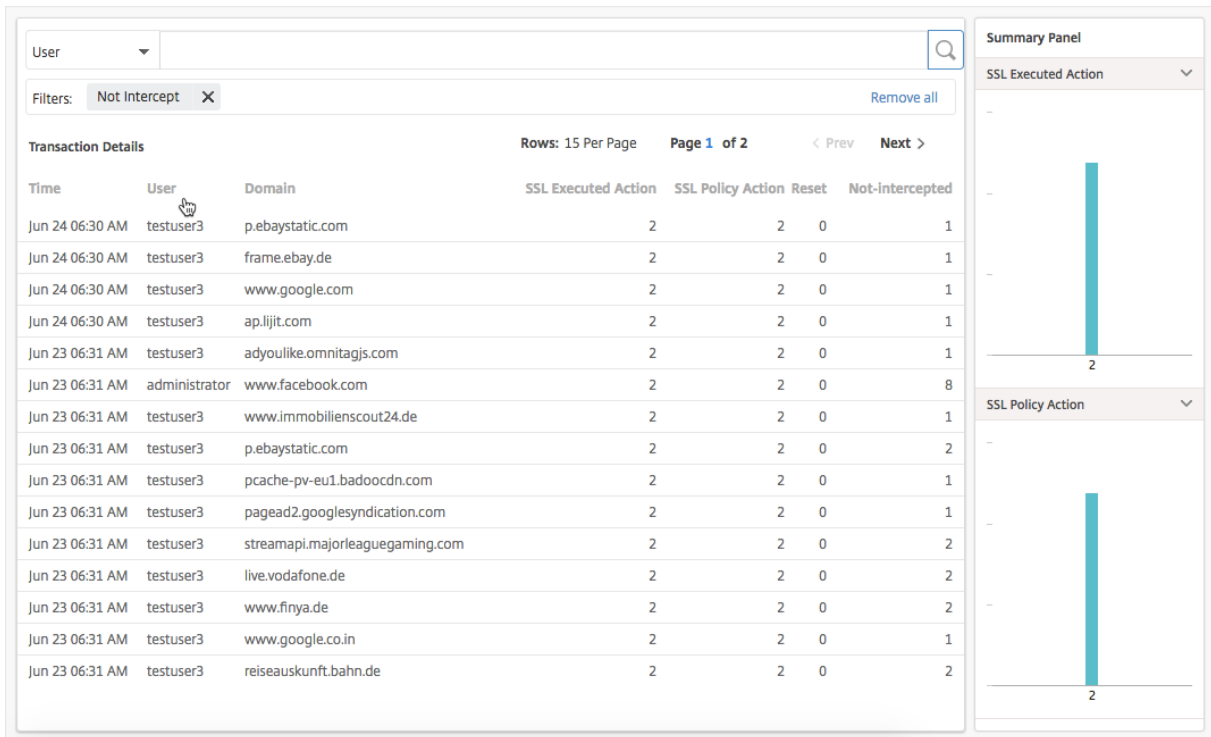 User
Filters: Not Intercept Remove all
Transaction Details Rows: 15 Per Page Page 1 of 2 < Prev Next >
Time User Domain SSL Executed Action SSL Policy Action Reset Not-intercepted
Jun 24 06:30 AM testuser3 p.ebaystatic.com 2 2 0 1
Jun 24 06:30 AM testuser3 frame.ebay.de 2 2 0 1
Jun 24 06:30 AM testuser3 www.google.com 2 2 0 1
Jun 24 06:30 AM testuser3 ap.lijit.com 2 2 0 1
Jun 23 06:31 AM testuser3 adyoulike.omnitagjs.com 2 2 0 1
Jun 23 06:31 AM administrator www.facebook.com 2 2 0 8
Jun 23 06:31 AM testuser3 www.immobilienscout24.de 2 2 0 1
Jun 23 06:31 AM testuser3 p.ebaystatic.com 2 2 0 2
Jun 23 06:31 AM testuser3 pcache-pv-eu1.badoocdn.com 2 2 0 1
Jun 23 06:31 AM testuser3 pagead2.googlesyndication.com 2 2 0 1
Jun 23 06:31 AM testuser3 streamapi.majorleaguegaming.com 2 2 0 2
Jun 23 06:31 AM testuser3 live.vodafone.de 2 2 0 2
Jun 23 06:31 AM testuser3 www.finya.de 2 2 0 2
Jun 23 06:31 AM testuser3 www.google.co.in 2 2 0 1
Jun 23 06:31 AM testuser3 reiseauskunft.bahn.de 2 2 0 2
Summary Panel
SSL Executed Action
2
SSL Policy Action
2